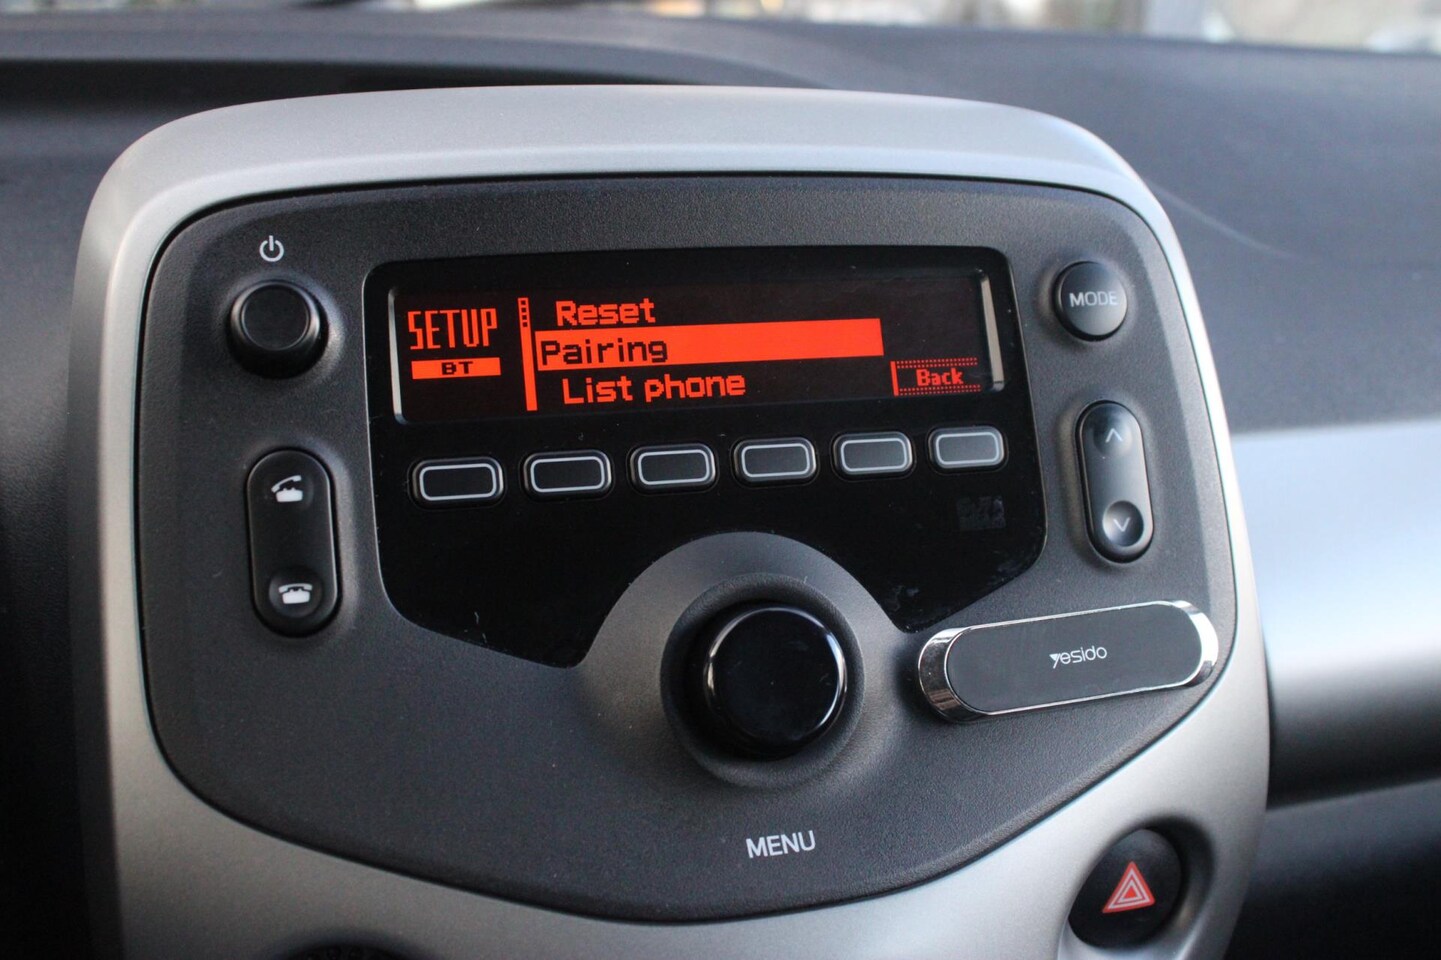 SETUP
BT
Reset
Pairing
List phone
Back
MODE
yesido
MENU